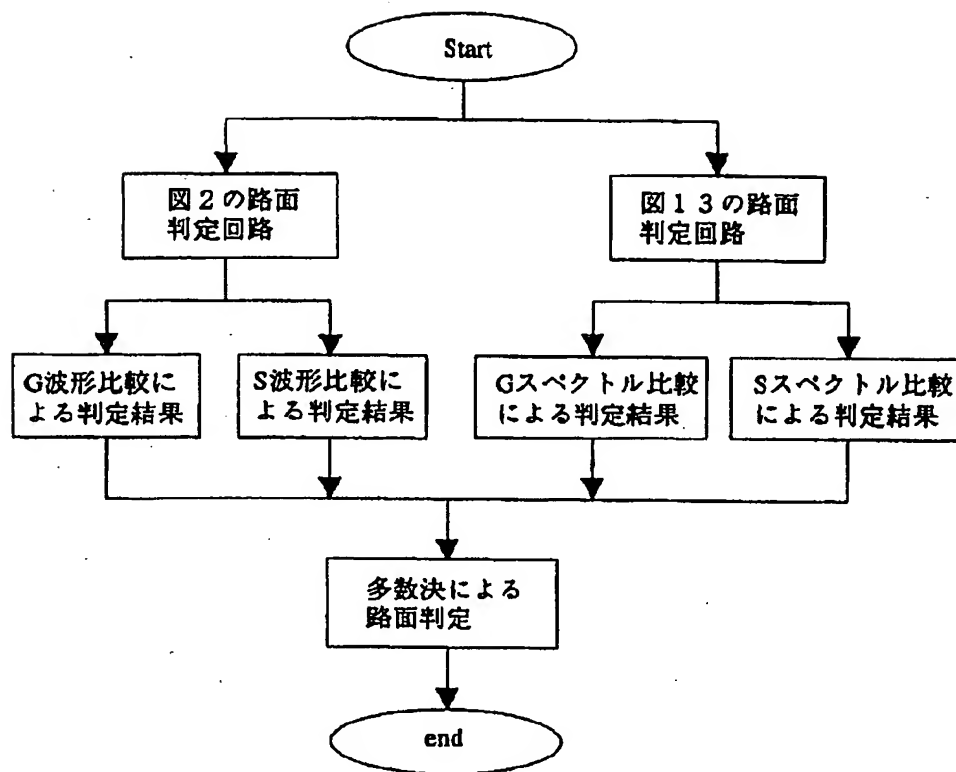 Start
図２の路面
判定回路
図１３の路面
判定回路
G波形比較に
よる判定結果
S波形比較に
よる判定結果
Gスペクトル比較
による判定結果
Sスペクトル比較
による判定結果
多数決による
路面判定
end